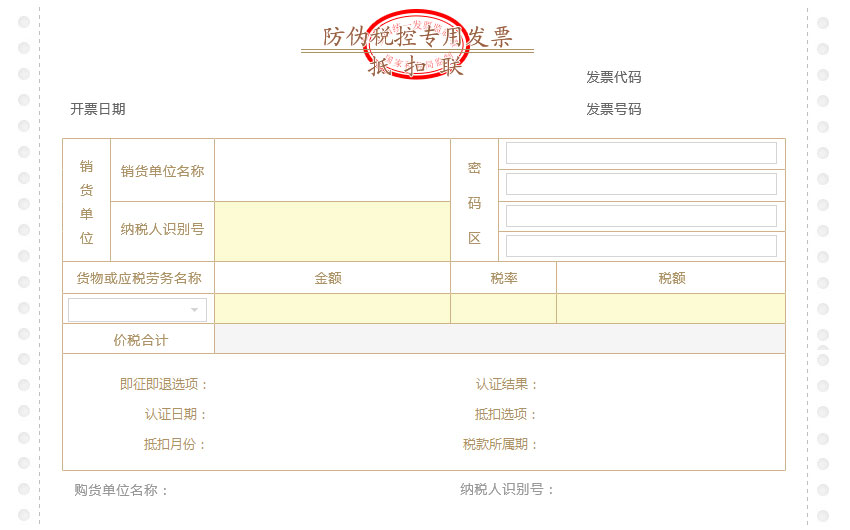 防伪税控专用发票
抵扣联
发票代码
开票日期
发票号码
销货单位
销货单位名称
密码区
纳税人识别号
货物或应税劳务名称 金额 税率 税额
价税合计
即征即退选项： 认证结果：
认证日期： 抵扣选项：
抵扣月份： 税款所属期：
购货单位名称： 纳税人识别号：